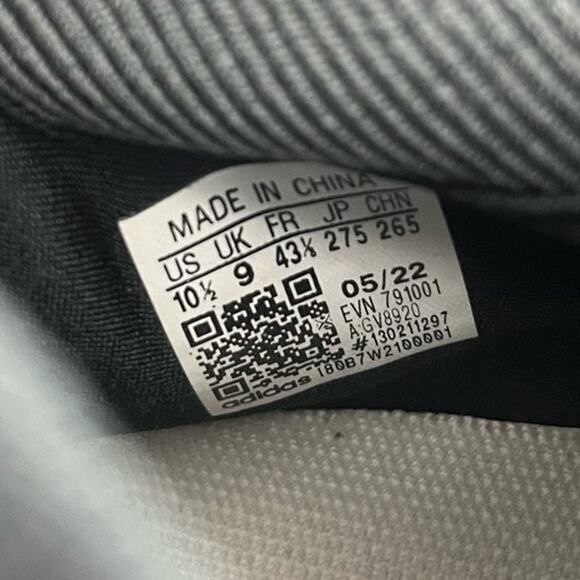 MADE IN CHINA
US UK FR JP CHN
10½ 9 43⅓ 275 265
05/22
EVN 791001
A:GV8920
#130211297
180B7W2100001
adidas